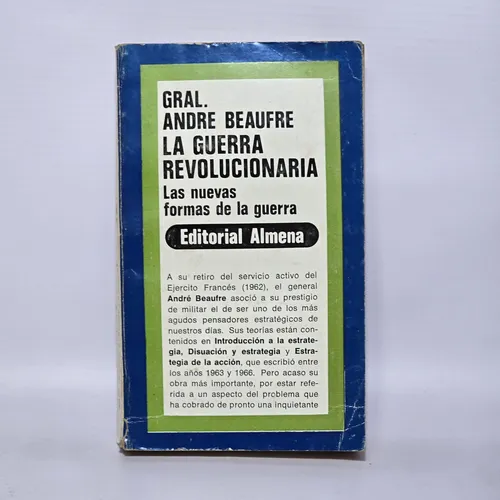 GRAL.
ANDRE BEAUFRE
LA GUERRA
REVOLUCIONARIA
Las nuevas
formas de la guerra
Editorial Almena
A su retiro del servicio activo del
Ejercito Francés (1962), el general
André Beaufre asoció a su prestigio
de militar el de ser uno de los más
agudos pensadores estratégicos de
nuestros días. Sus teorías están con-
tenidos en Introducción a la estrate-
gia, Disuación y estrategia y Estra-
tegia de la acción, que escribió entre
los años 1963 y 1966. Pero acaso su
obra más importante, por estar refe-
rida a un aspecto del problema que
ha cobrado de pronto una inquietante